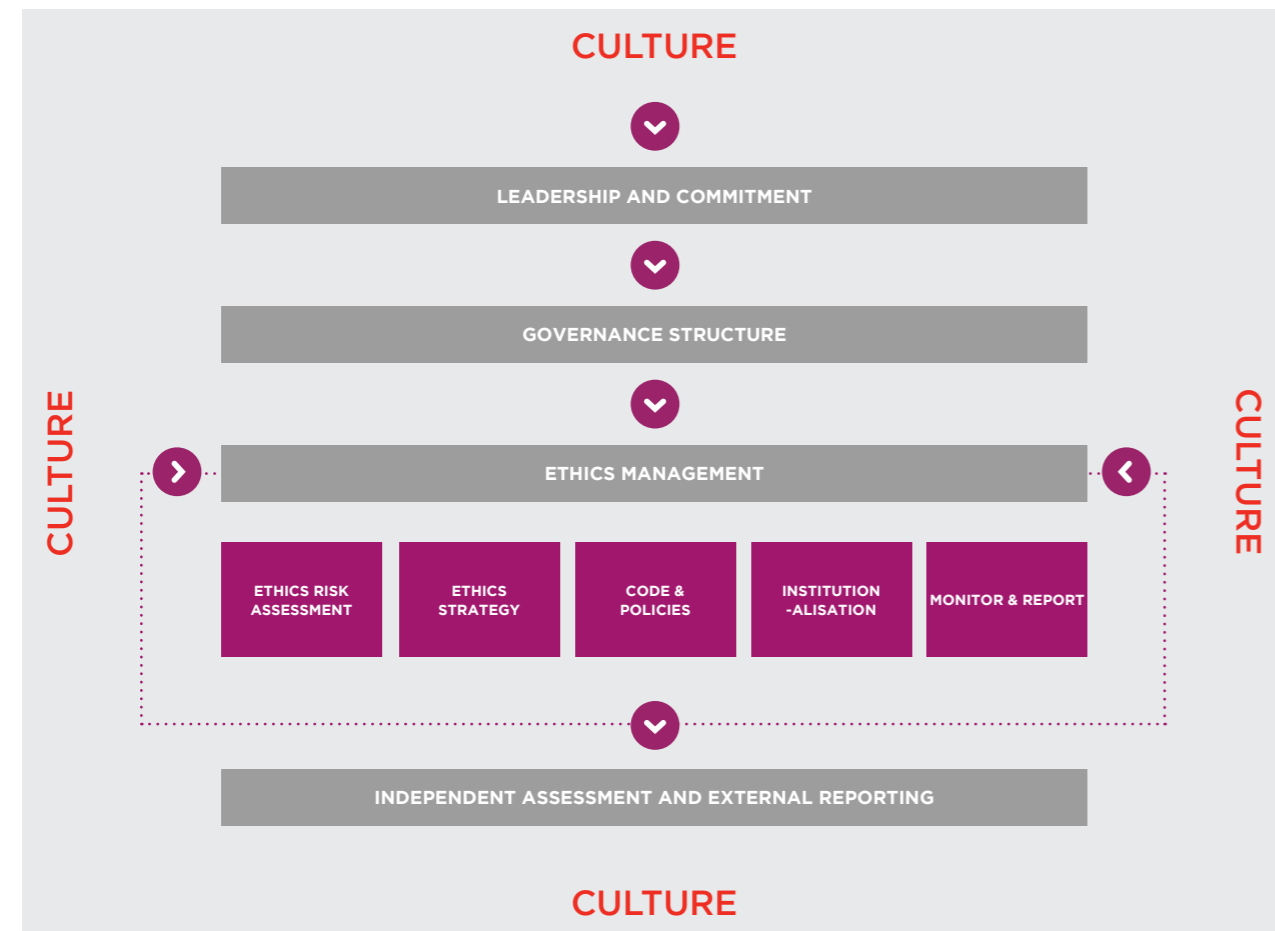 CULTURE
LEADERSHIP AND COMMITMENT
GOVERNANCE STRUCTURE
CULTURE
CULTURE
ETHICS MANAGEMENT
ETHICS RISK
ASSESSMENT
ETHICS
STRATEGY
CODE &
POLICIES
INSTITUTION
-ALISATION
MONITOR & REPORT
INDEPENDENT ASSESSMENT AND EXTERNAL REPORTING
CULTURE